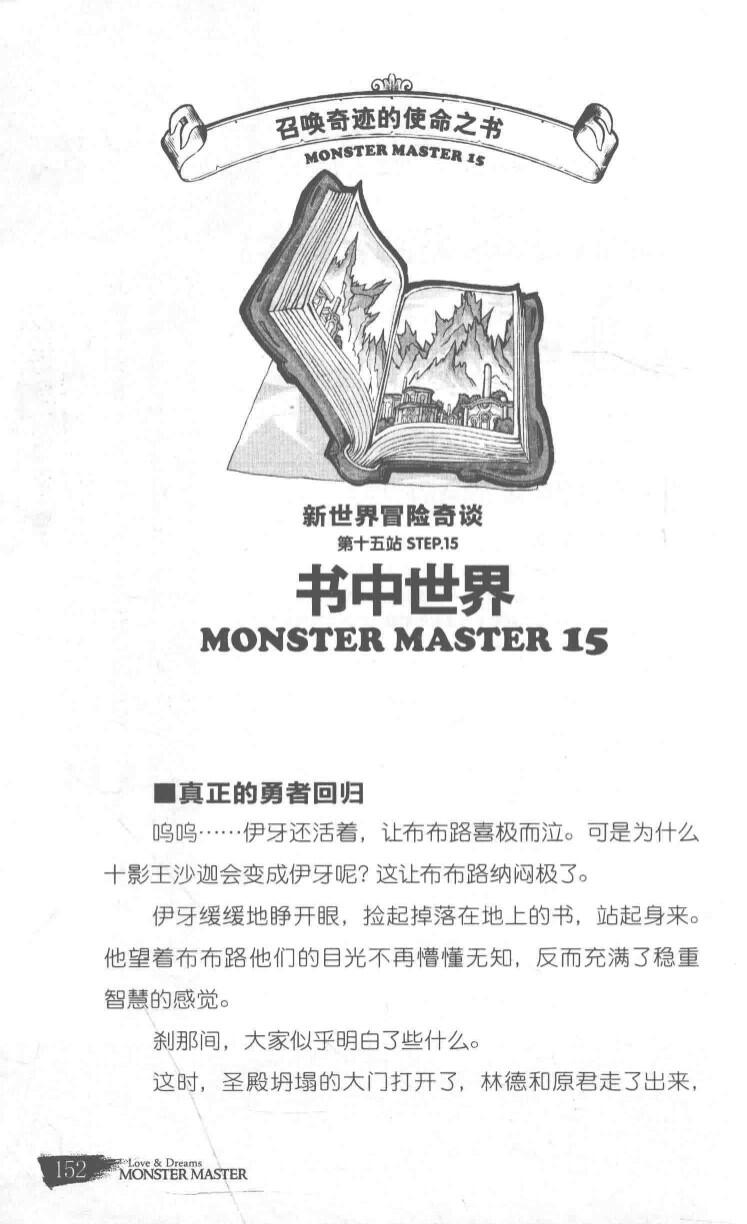 召唤奇迹的使命之书
MONSTER MASTER 15
新世界冒险奇谈
第十五站 STEP.15
书中世界
MONSTER MASTER 15
■真正的勇者回归
呜呜……伊牙还活着，让布布路喜极而泣。可是为什么
十影王沙迦会变成伊牙呢？这让布布路纳闷极了。
伊牙缓缓地睁开眼，捡起掉落在地上的书，站起身来。
他望着布布路他们的目光不再懵懂无知，反而充满了稳重
智慧的感觉。
刹那间，大家似乎明白了些什么。
这时，圣殿坍塌的大门打开了，林德和原君走了出来，
152
Love & Dreams
MONSTER MASTER